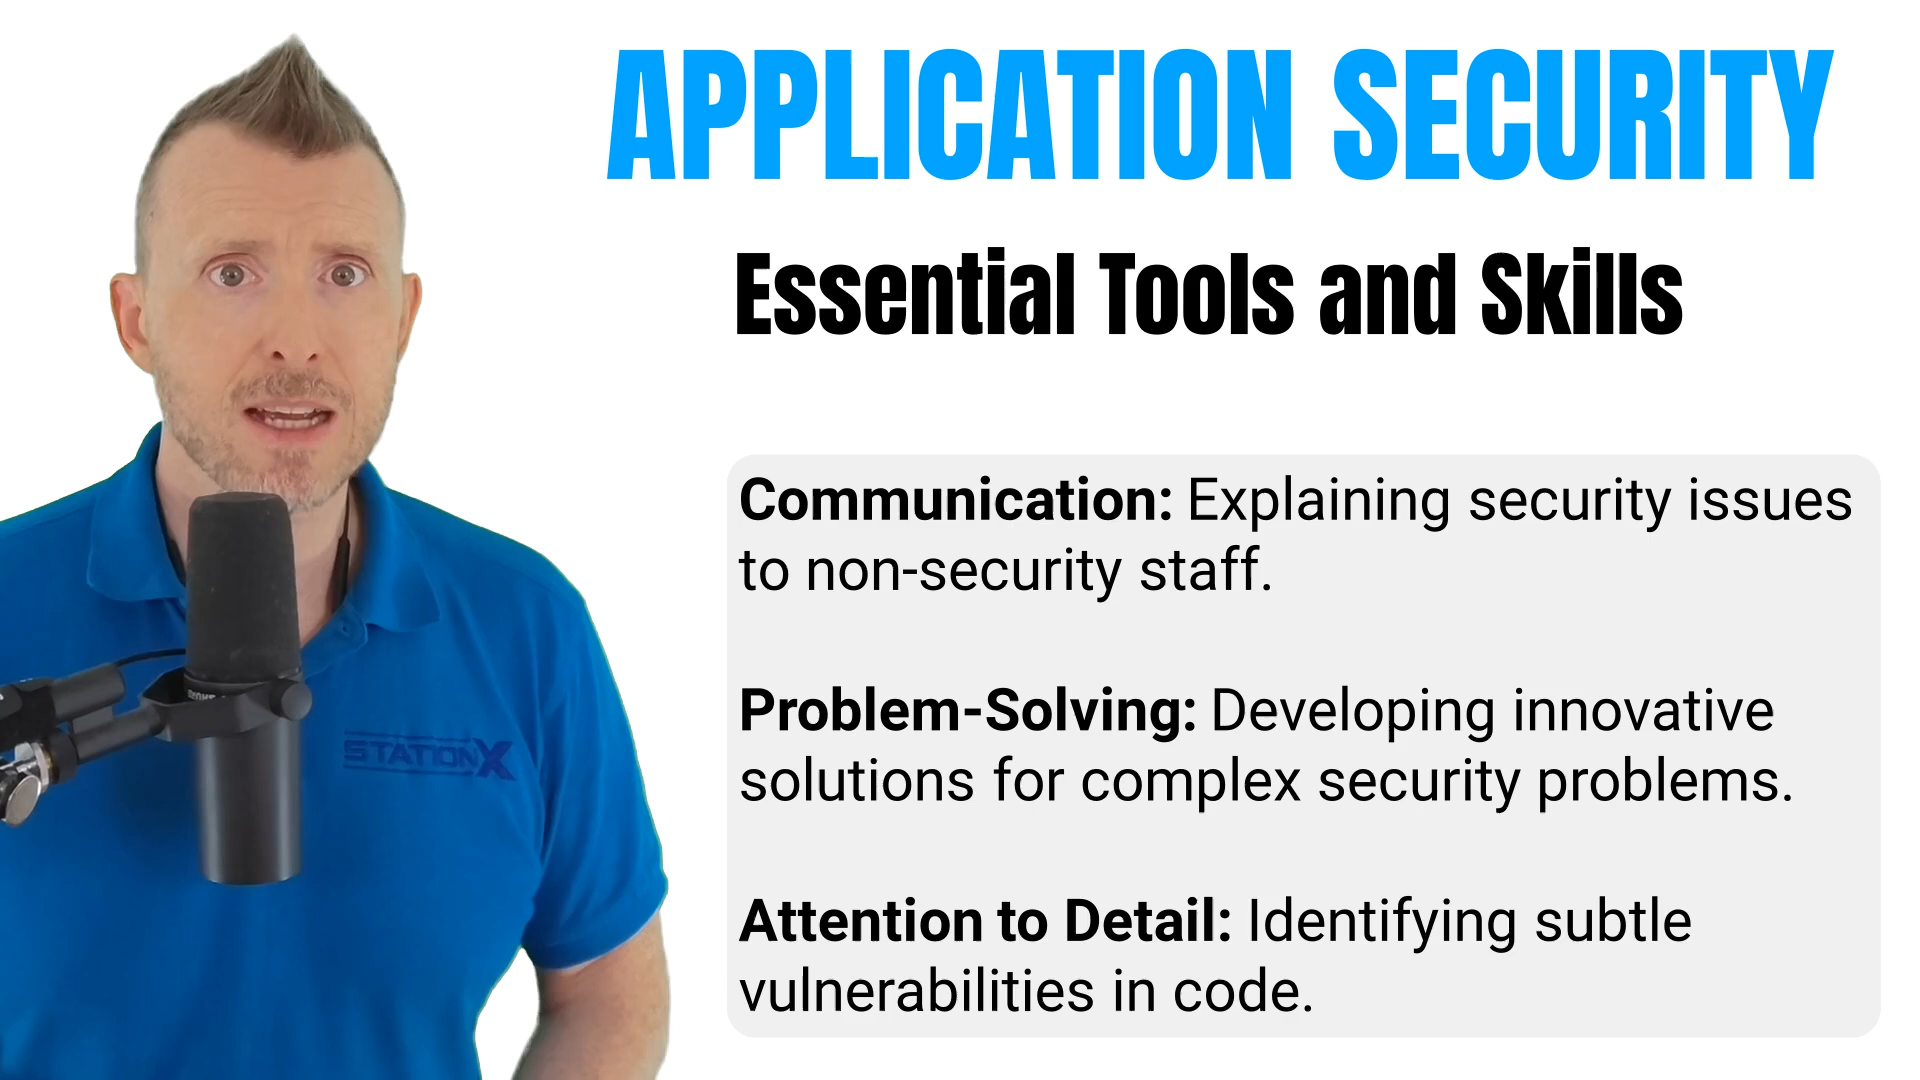 APPLICATION SECURITY
Essential Tools and Skills
Communication: Explaining security issues
to non-security staff.
Problem-Solving: Developing innovative
solutions for complex security problems.
Attention to Detail: Identifying subtle
vulnerabilities in code.
STATIONX